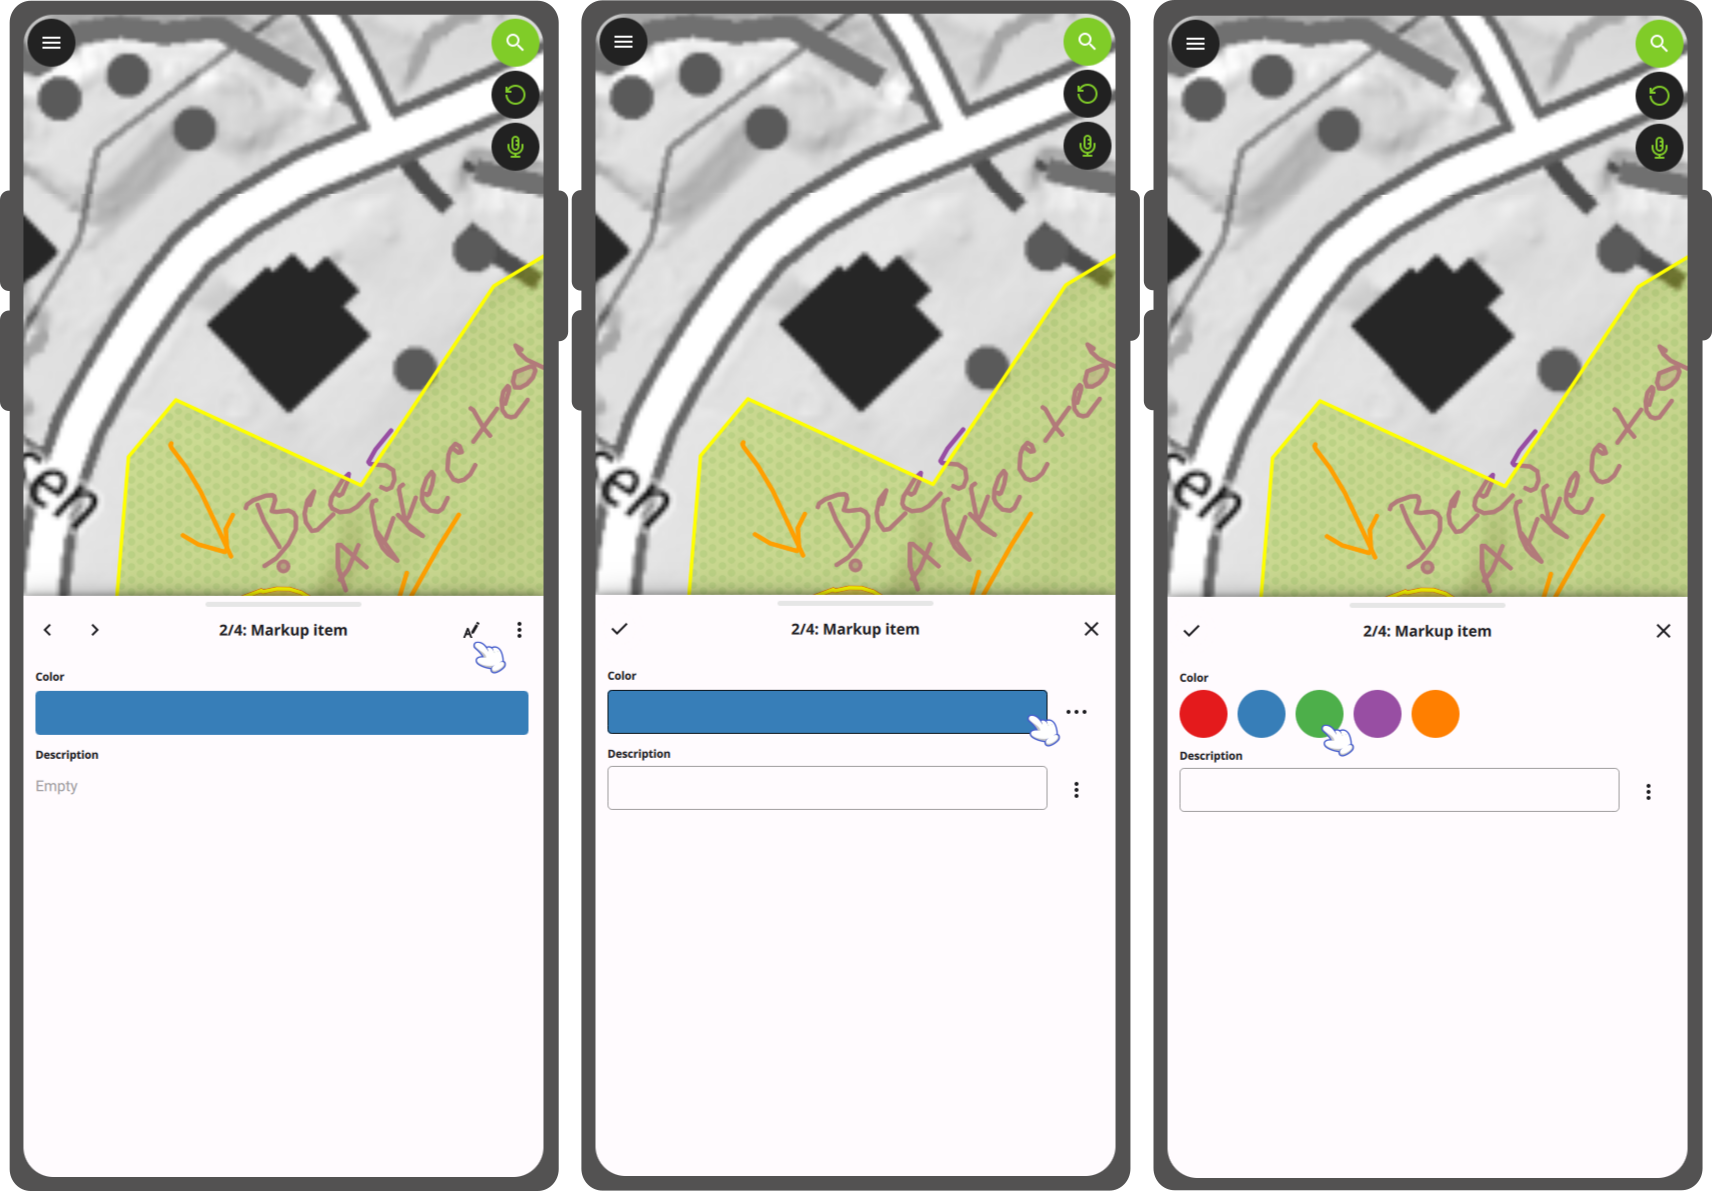 en
Bees
Affected
2/4: Markup item
Color
Description
Empty
en
Bees
Affected
2/4: Markup item
Color
Description
en
Bees
Affected
2/4: Markup item
Color
Description